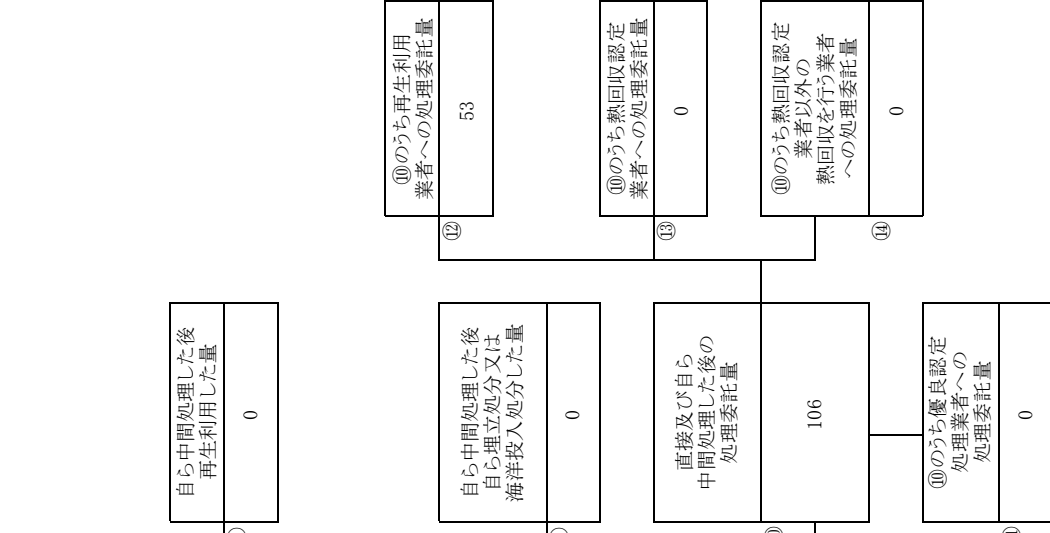 自ら中間処理した後
再生利用した量
0
自ら中間処理した後
自ら埋立処分又は
海洋投入処分した量
0
直接及び自ら
中間処理した後の
処理委託量
106
⑩のうち優良認定
処理業者への
処理委託量
0
⑫
⑩のうち再生利用
業者への処理委託量
53
⑬
⑩のうち熱回収認定
業者への処理委託量
0
⑭
⑩のうち熱回収認定
業者以外の
熱回収を行う業者
への処理委託量
0